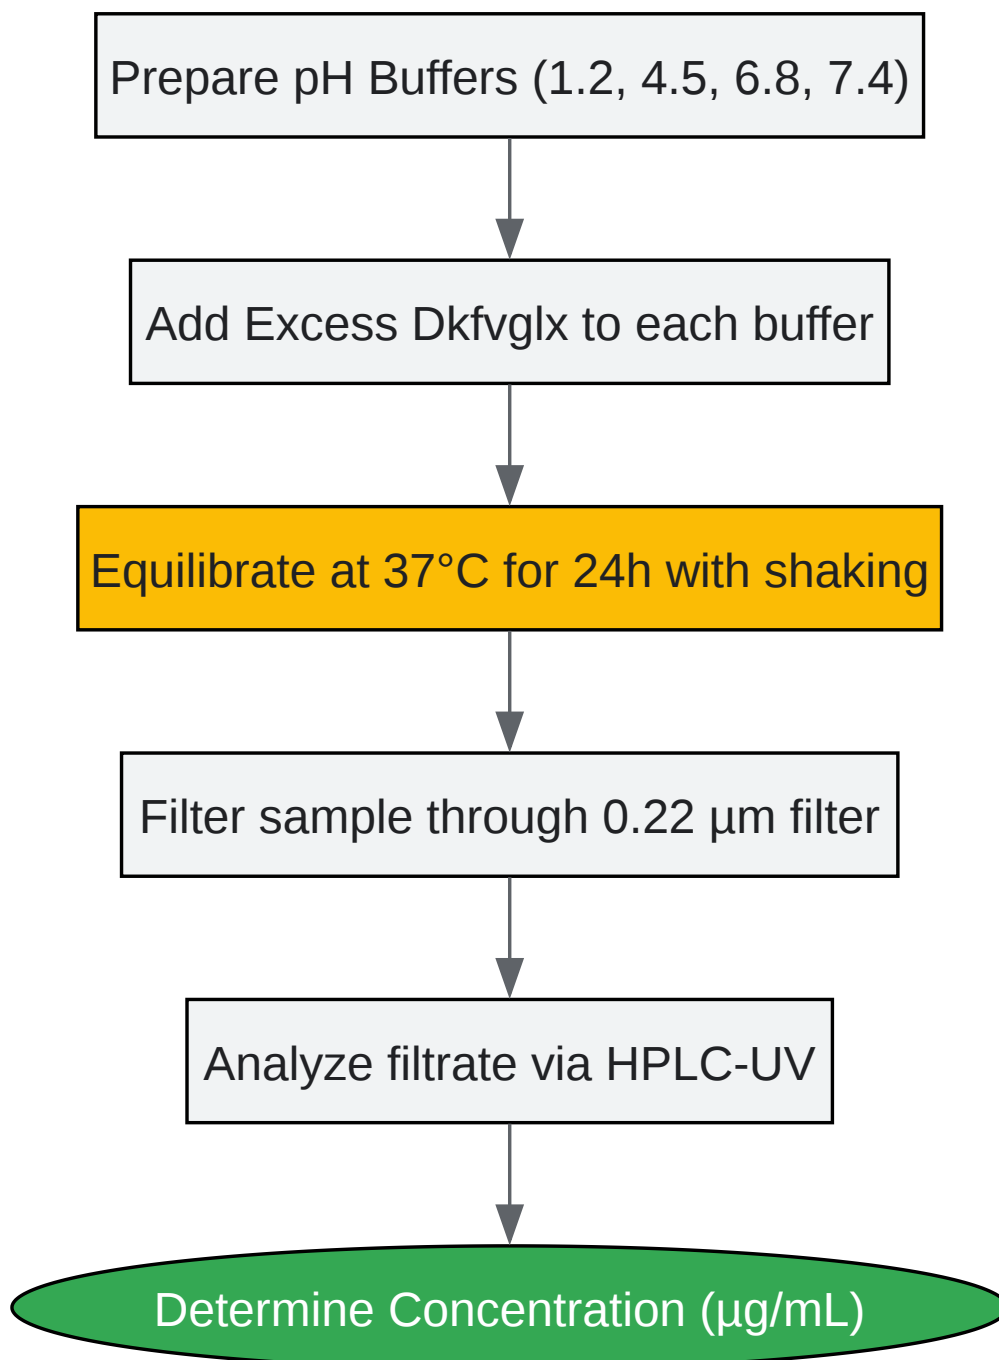 Prepare pH Buffers (1.2, 4.5, 6.8, 7.4)
Add Excess Dkfvglx to each buffer
Equilibrate at 37°C for 24h with shaking
Filter sample through 0.22 µm filter
Analyze filtrate via HPLC-UV
Determine Concentration (µg/mL)